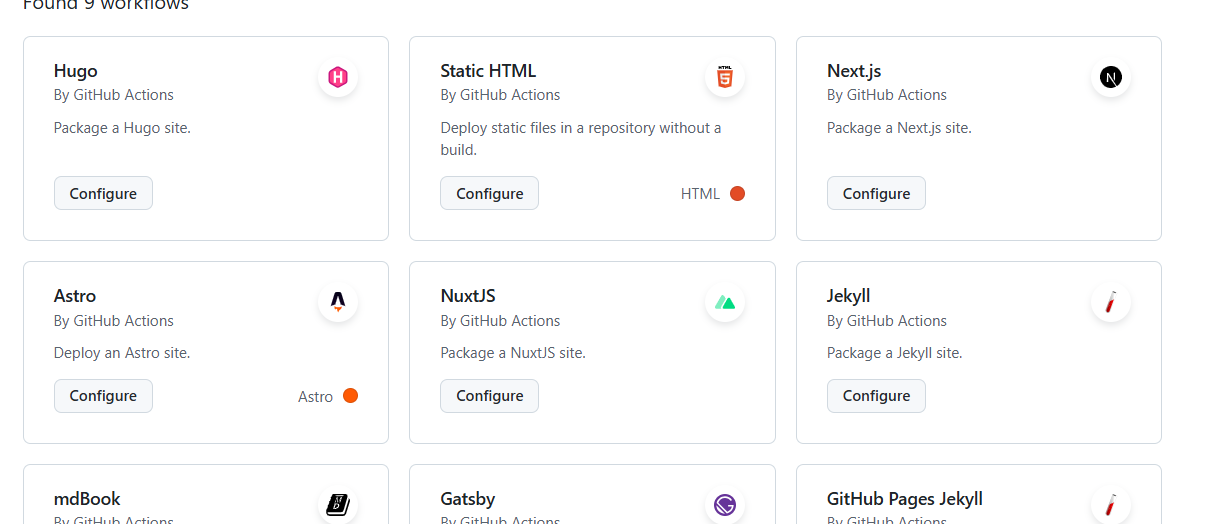 Found 9 workflows
Hugo
By GitHub Actions
Package a Hugo site.
Configure
Static HTML
By GitHub Actions
Deploy static files in a repository without a
build.
Configure
HTML
Next.js
By GitHub Actions
Package a Next.js site.
Configure
Astro
By GitHub Actions
Deploy an Astro site.
Configure
Astro
NuxtJS
By GitHub Actions
Package a NuxtJS site.
Configure
Jekyll
By GitHub Actions
Package a Jekyll site.
Configure
mdBook
By GitHub Actions
Gatsby
By GitHub Actions
GitHub Pages Jekyll
By GitHub Actions